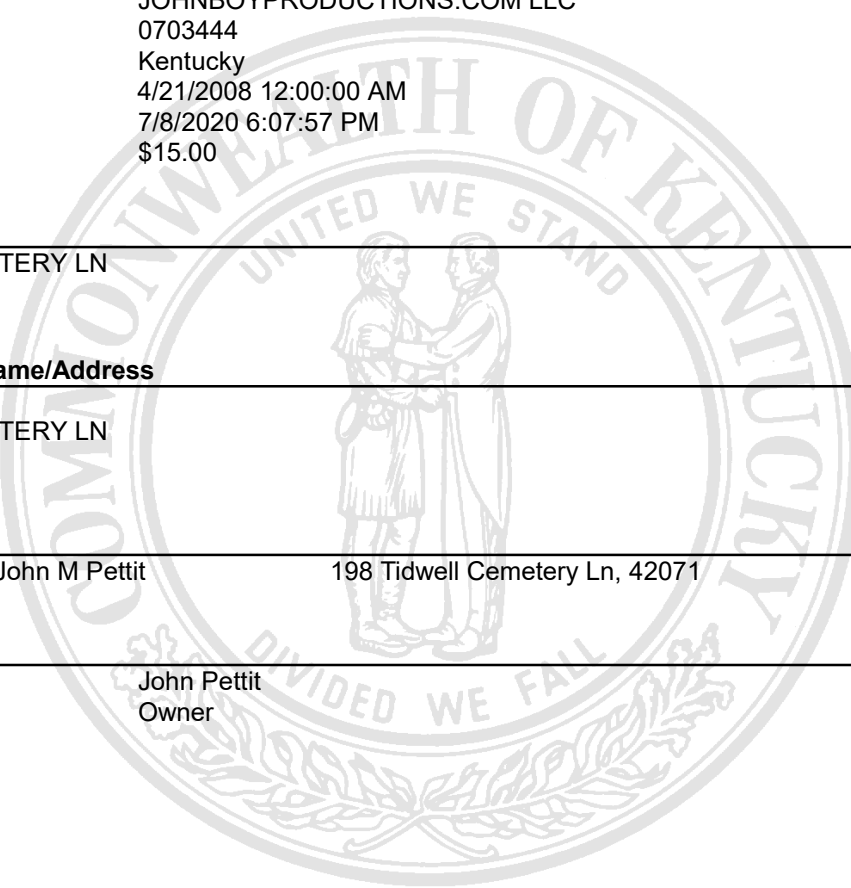 JOHNBOYPRODUCTIONS.COM LLC
0703444
Kentucky
4/21/2008 12:00:00 AM
7/8/2020 6:07:57 PM
$15.00
TERY LN
ame/Address
TERY LN
John M Pettit 198 Tidwell Cemetery Ln, 42071
John Pettit
Owner
COMMONWEALTH OF KENTUCKY
UNITED WE STAND
DIVIDED WE FALL